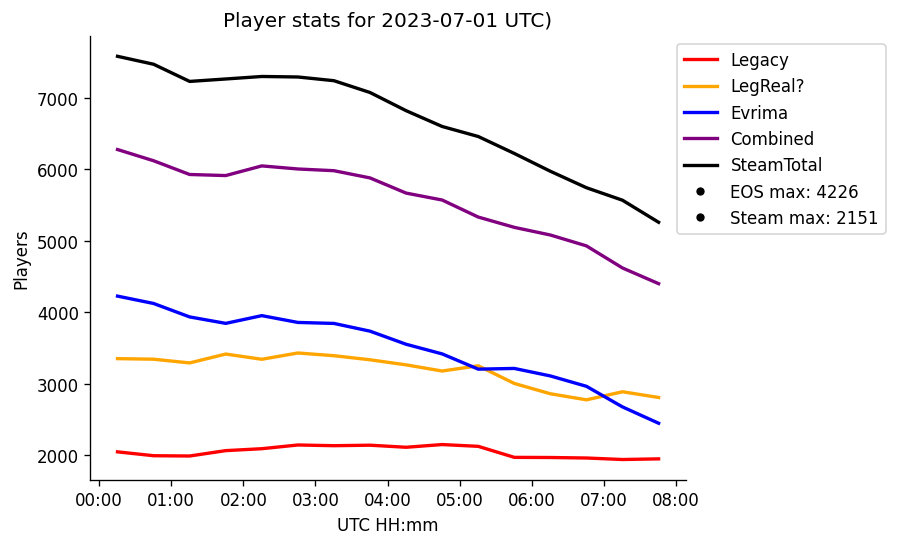 Player stats for 2023-07-01 UTC)
Legacy
LegReal?
Evrima
Combined
SteamTotal
EOS max: 4226
Steam max: 2151
Players
7000
6000
5000
4000
3000
2000
00:00 01:00 02:00 03:00 04:00 05:00 06:00 07:00 08:00
UTC HH:mm